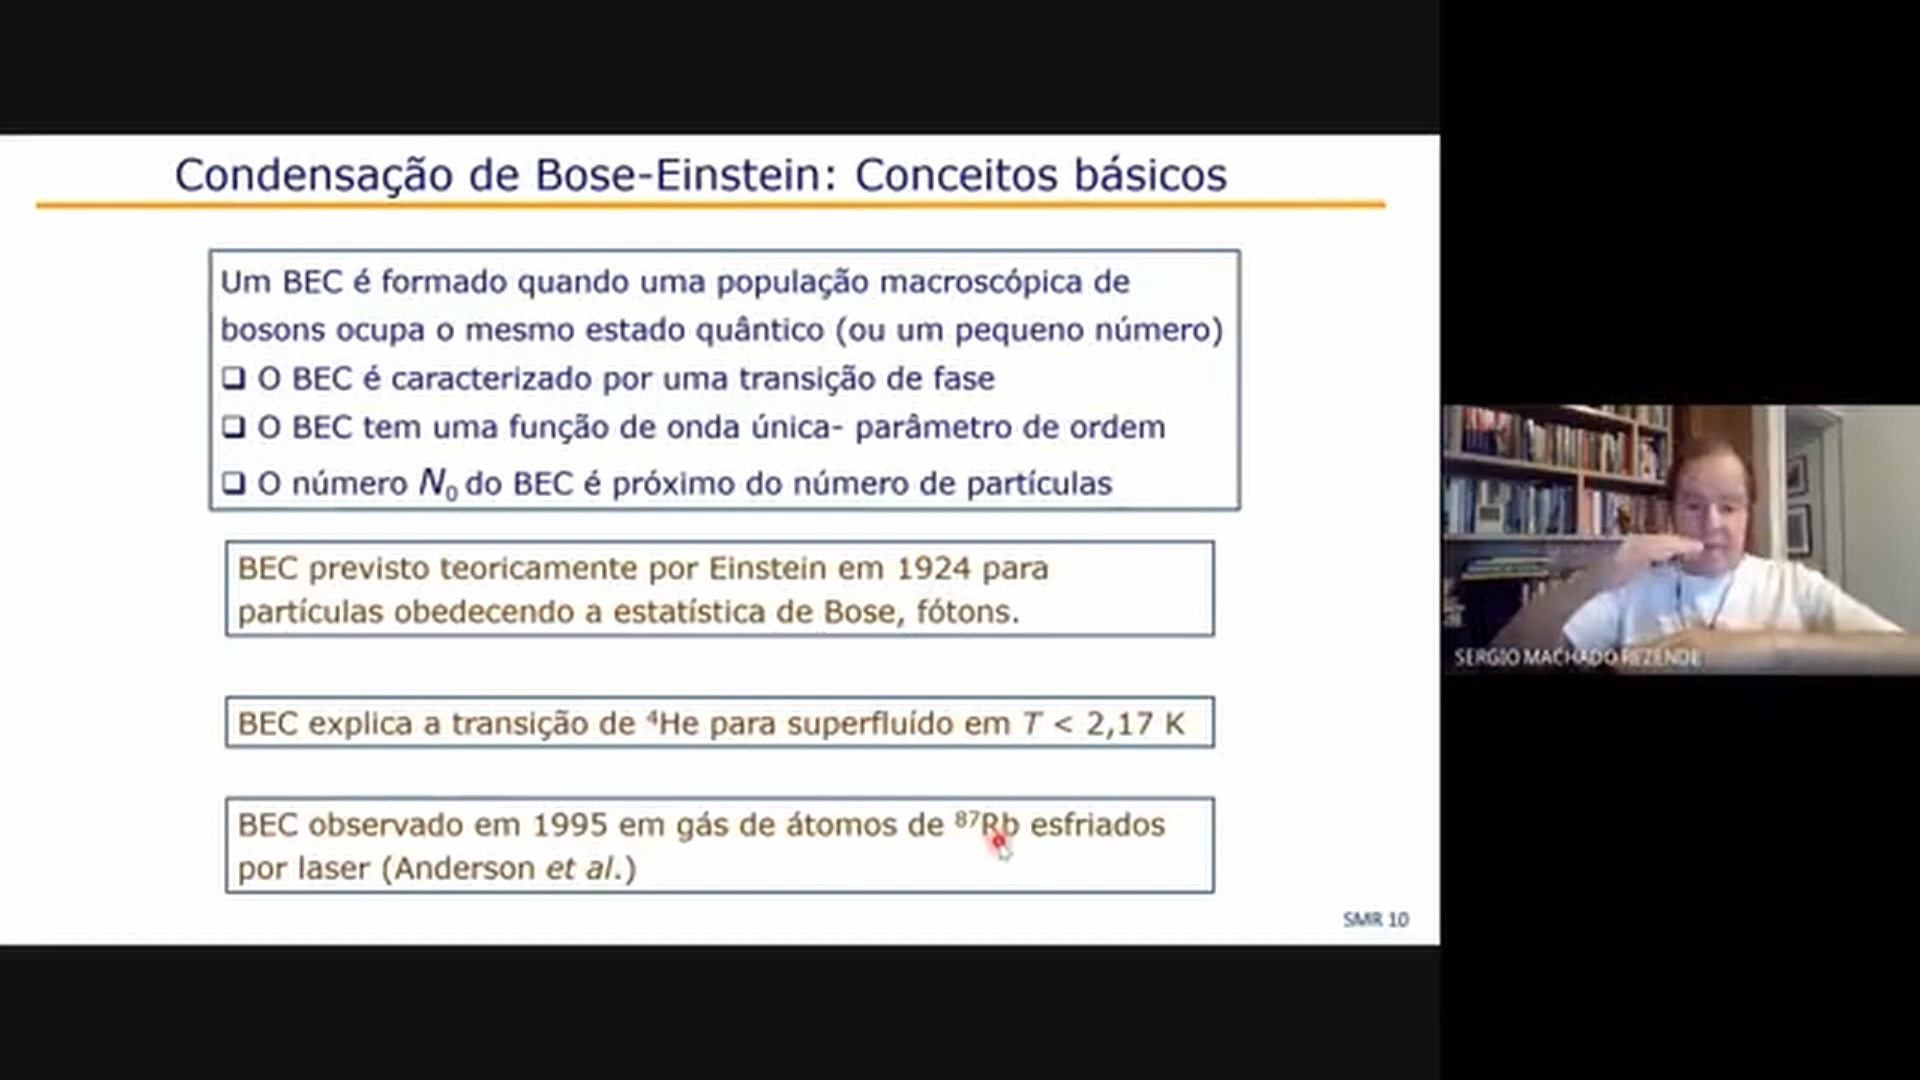 Condensação de Bose-Einstein: Conceitos básicos
Um BEC é formado quando uma população macroscópica de
bosons ocupa o mesmo estado quântico (ou um pequeno número)
❑ O BEC é caracterizado por uma transição de fase
❑ O BEC tem uma função de onda única- parâmetro de ordem
❑ O número N₀ do BEC é próximo do número de partículas
BEC previsto teoricamente por Einstein em 1924 para
partículas obedecendo a estatística de Bose, fótons.
BEC explica a transição de ⁴He para superfluído em T < 2,17 K
BEC observado em 1995 em gás de átomos de ⁸⁷Rb esfriados
por laser (Anderson et al.)
SMR 10
SERGIO MACHADO REZENDE